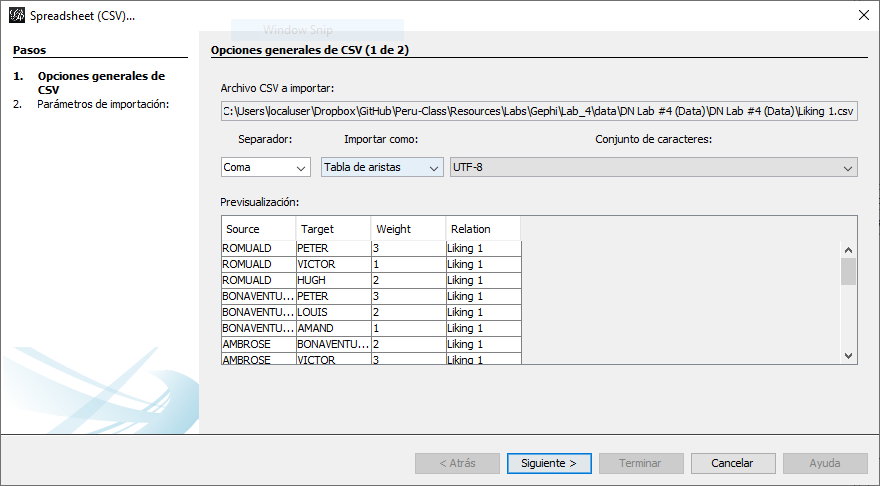 Spreadsheet (CSV)...
Window Snip
Pasos
1. Opciones generales de
CSV
2. Parámetros de importación:
Opciones generales de CSV (1 de 2)
Archivo CSV a importar:
C:\Users\localuser\Dropbox\GitHub\Peru-Class\Resources\Labs\Gephi\Lab_4\data\DN Lab #4 (Data)\DN Lab #4 (Data)\Liking 1.csv
Separador: Importar como: Conjunto de caracteres:
Coma Tabla de aristas UTF-8
Previsualización:
Source Target Weight Relation
ROMUALD PETER 3 Liking 1
ROMUALD VICTOR 1 Liking 1
ROMUALD HUGH 2 Liking 1
BONAVENTU... PETER 3 Liking 1
BONAVENTU... LOUIS 2 Liking 1
BONAVENTU... AMAND 1 Liking 1
AMBROSE BONAVENTU... 2 Liking 1
AMBROSE VICTOR 3 Liking 1
< Atrás Siguiente > Terminar Cancelar Ayuda